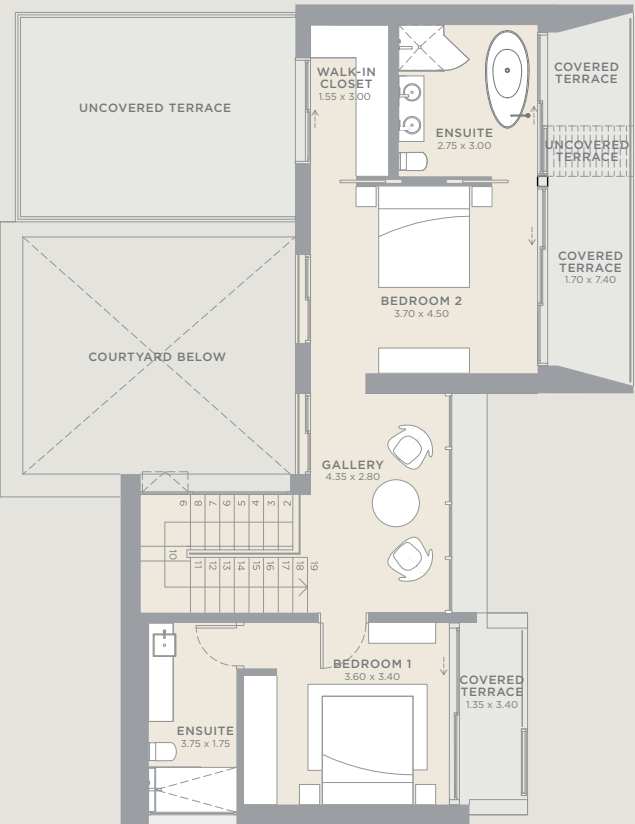 COVERED
TERRACE
WALK-IN
CLOSET
1.55 x 3.00
UNCOVERED TERRACE
ENSUITE
2.75 x 3.00
UNCOVERED
TERRACE
COVERED
TERRACE
1.70 x 7.40
BEDROOM 2
3.70 x 4.50
COURTYARD BELOW
GALLERY
4.35 x 2.80
9 8 7 6 5 4 3 2
10
11 12 13 14 15 16 17 18 19
BEDROOM 1
3.60 x 3.40
COVERED
TERRACE
1.35 x 3.40
ENSUITE
3.75 x 1.75